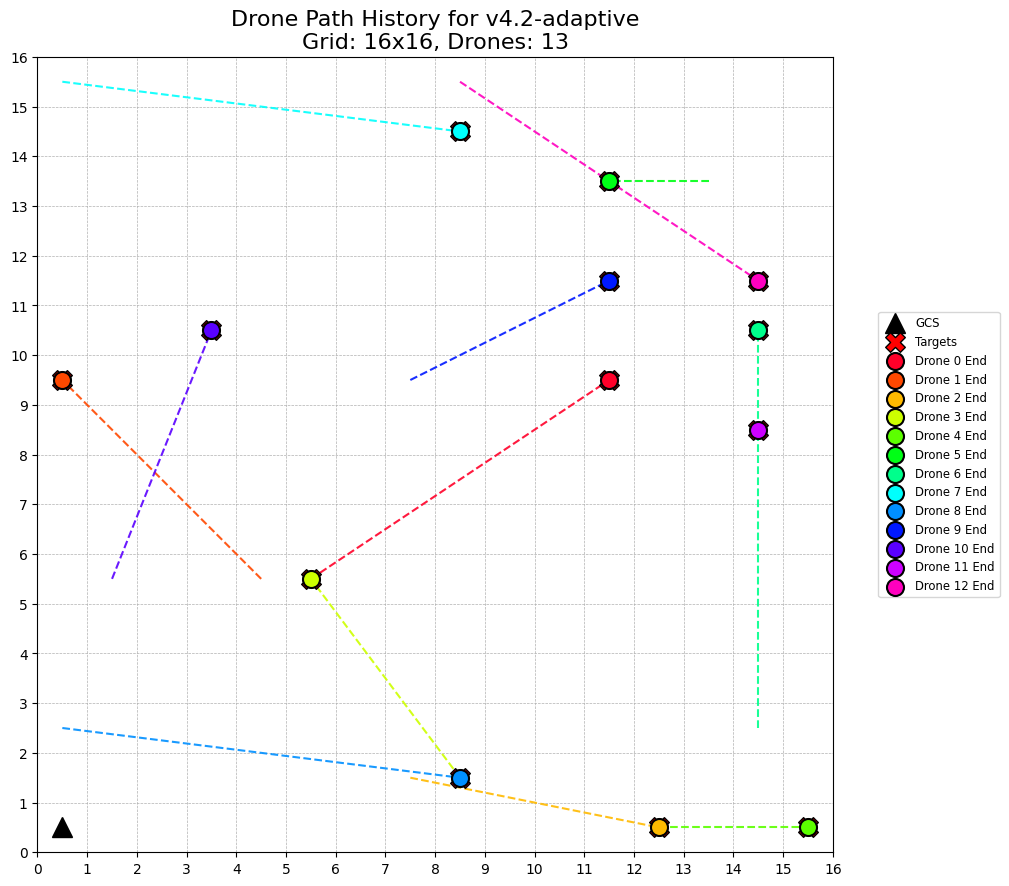 Drone Path History for v4.2-adaptive
Grid: 16x16, Drones: 13
16
15
14
13
12
11
10
9
8
7
6
5
4
3
2
1
0
0 1 2 3 4 5 6 7 8 9 10 11 12 13 14 15 16
GCS
Targets
Drone 0 End
Drone 1 End
Drone 2 End
Drone 3 End
Drone 4 End
Drone 5 End
Drone 6 End
Drone 7 End
Drone 8 End
Drone 9 End
Drone 10 End
Drone 11 End
Drone 12 End